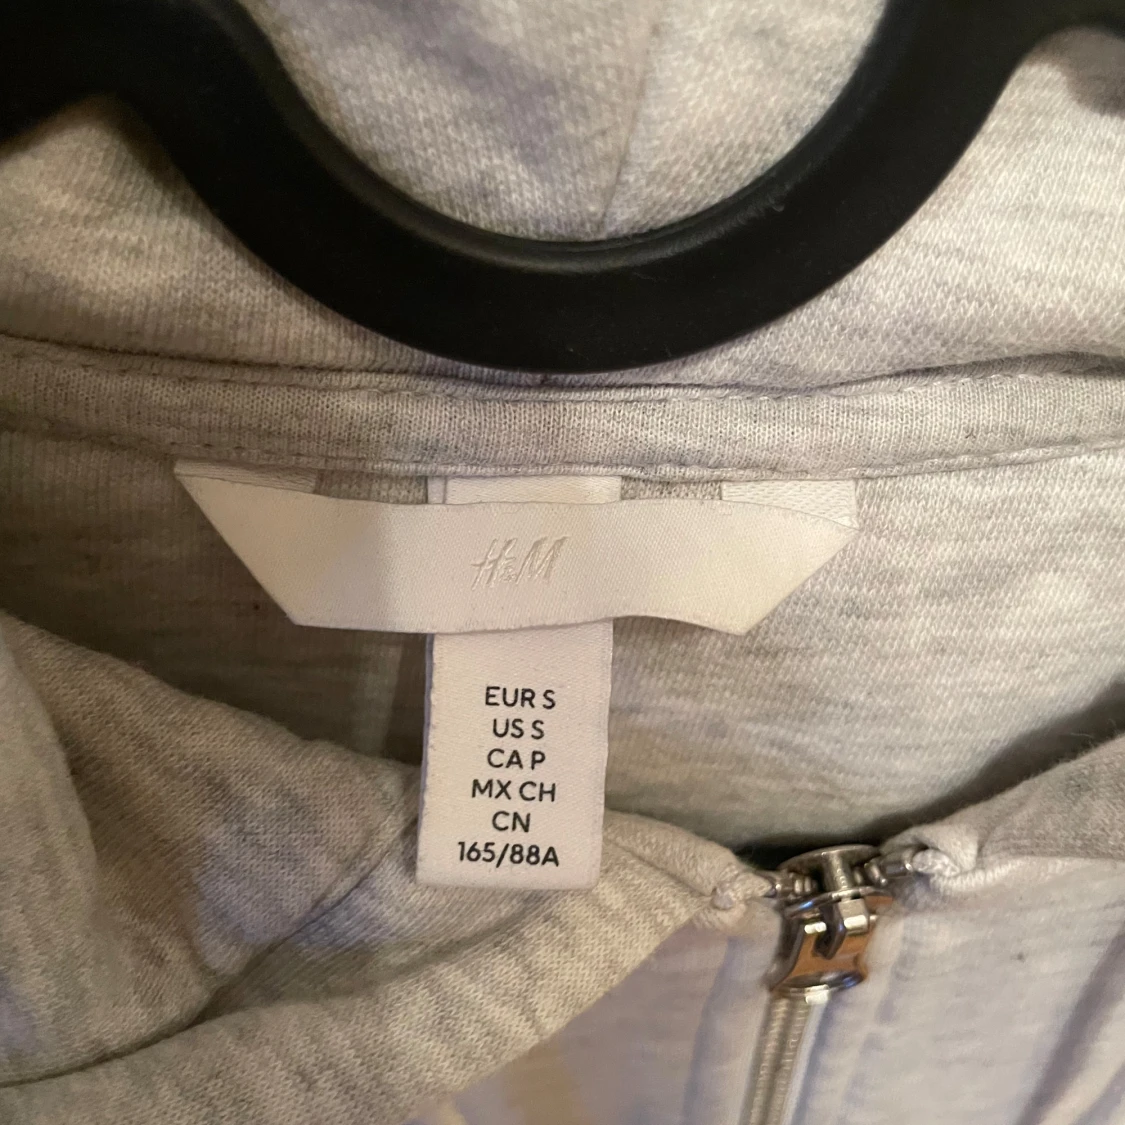 H&M
EUR S
US S
CA P
MX CH
CN
165/88A